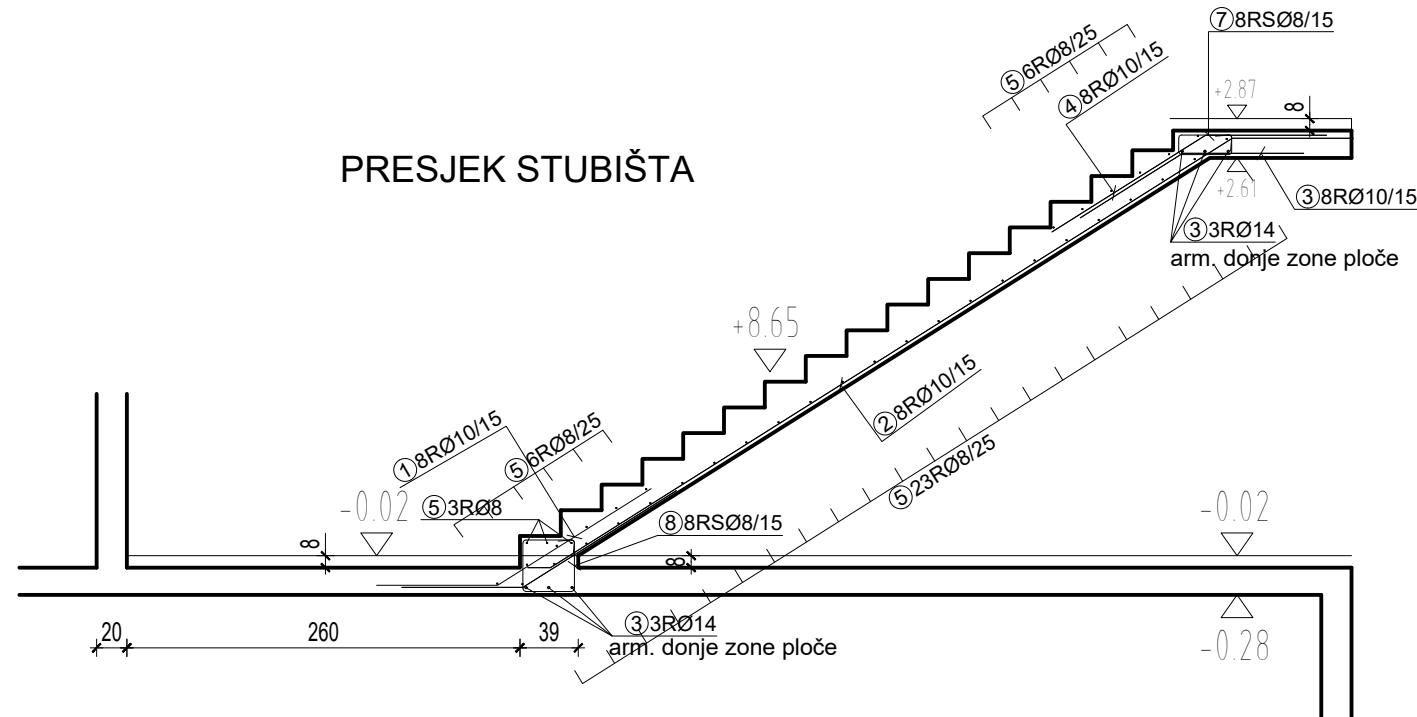 ⑦8RSØ8/15
⑤6RØ8/25
④8RØ10/15
+2.87
8
PRESJEK STUBIŠTA
+2.61
③8RØ10/15
③3RØ14
arm. donje zone ploče
+8.65
②8RØ10/15
①8RØ10/15
⑤6RØ8/25
⑤23RØ8/25
-0.02
⑤3RØ8
⑧8RSØ8/15
-0.02
8
8
③3RØ14
arm. donje zone ploče
20
260
39
-0.28